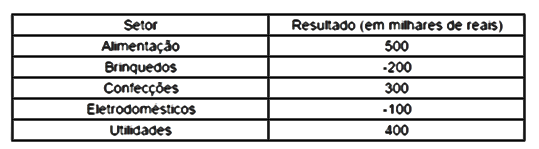 Setor Resultado (em milhares de reais)
Alimentação 500
Brinquedos -200
Confecções 300
Eletrodomésticos -100
Utilidades 400